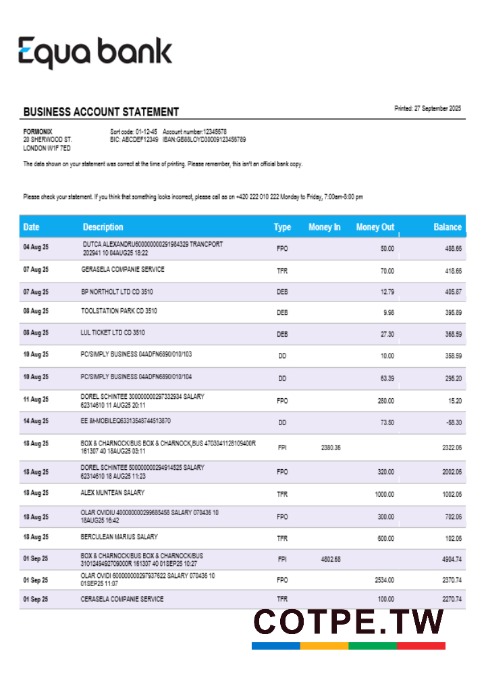 Equa bank
BUSINESS ACCOUNT STATEMENT
Printed: 27 September 2025
FORMONIX
28 SHERWOOD ST.
LONDON W1F 7ED
Sort code: 01-12-45 Account number:12345678
BIC: ABCDEF12349 IBAN:GB88LOYD30009123456789
The data shown on your statement was correct at the time of printing. Please remember, this isn't an official bank copy.
Please check your statement. If you think that something looks incorrect, please call as on +420 222 010 222 Monday to Friday, 7:00am-8:00 pm
Date Description Type Money In Money Out Balance
04 Aug 25 DUTCA ALEXANDRU600000000291984329 TRANCPORT FPO 50.00 488.66
202941 10 04AUG25 18:22
07 Aug 25 GERASELA COMPANIE SERVICE TFR 70.00 418.66
07 Aug 25 BP NORTHOLT LTD CD 3510 DEB 12.79 405.87
08 Aug 25 TOOLSTATION PARK CD 3510 DEB 9.98 395.89
08 Aug 25 LUL TICKET LTD CD 3510 DEB 27.30 368.59
18 Aug 25 PC/SIMPLY BUSINESS 04ADFN6890/010/103 DD 10.00 358.59
18 Aug 25 PC/SIMPLY BUSINESS 04ADFN6890/010/104 DD 63.39 295.20
11 Aug 25 DOREL SCHINTEE 300000000297332934 SALARY FPO 280.00 15.20
62314610 11 AUG25 20:11
14 Aug 25 DD 73.50 -58.30
18 Aug 25 BOX & CHARNOCK/BUS BOX & CHARNOCK,BUS 4703041126109400R FPI 2380.36 2322.06
161307 40 18AUG25 03:11
18 Aug 25 DOREL SCHINTEE 500000000294914525 SALARY FPO 320.00 2002.06
62314610 18 AUG25 11:23
18 Aug 25 ALEX MUNTEAN SALARY TFR 1000.00 1002.06
18 Aug 25 OLAR OVIDIU 400000000299685458 SALARY 070436 10 FPO 300.00 702.06
18AUG25 16:42
18 Aug 25 BERCULEAN MARIUS SALARY TFR 600.00 102.06
01 Sep 25 BOX & CHARNOCK/BUS BOX & CHARNOCK/BUS FPI 4802.68 4904.74
3101249492709000R 161307 40 01SEP25 10:27
01 Sep 25 OLAR OVIDI 600000000297937622 SALARY 070436 10 FPO 2534.00 2370.74
01SEP25 11:07
01 Sep 25 CERASELA COMPANIE SERVICE TFR 100.00 2270.74
COTPE.TW